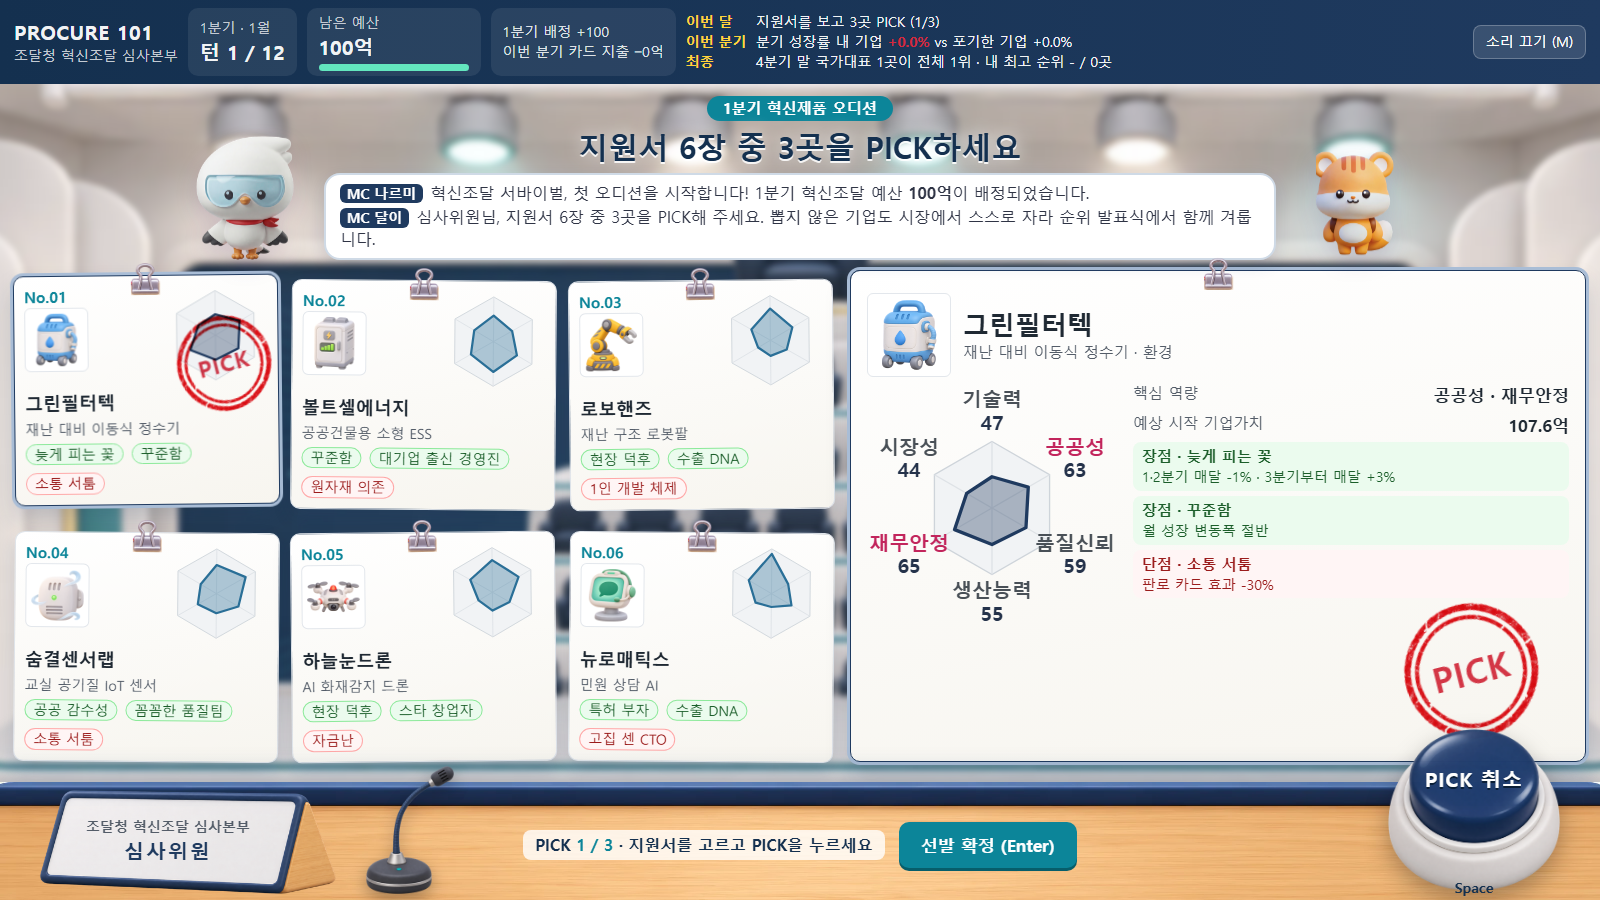 PROCURE 101
조달청 혁신조달 심사본부
1분기 · 1월
턴 1 / 12
남은 예산
100억
1분기 배정 +100
이번 분기 카드 지출 −0억
이번 달 지원서를 보고 3곳 PICK (1/3)
이번 분기 분기 성장률 내 기업 +0.0% vs 포기한 기업 +0.0%
최종 4분기 말 국가대표 1곳이 전체 1위 · 내 최고 순위 - / 0곳
소리 끄기 (M)
1분기 혁신제품 오디션
지원서 6장 중 3곳을 PICK하세요
MC 나르미 혁신조달 서바이벌, 첫 오디션을 시작합니다! 1분기 혁신조달 예산 100억이 배정되었습니다.
MC 달이 심사위원님, 지원서 6장 중 3곳을 PICK해 주세요. 뽑지 않은 기업도 시장에서 스스로 자라 순위 발표식에서 함께 겨룹
니다.
No.01
PICK
그린필터텍
재난 대비 이동식 정수기
늦게 피는 꽃 꾸준함
소통 서툼
No.02
볼트셀에너지
공공건물용 소형 ESS
꾸준함 대기업 출신 경영진
원자재 의존
No.03
로보핸즈
재난 구조 로봇팔
현장 덕후 수출 DNA
1인 개발 체제
No.04
숨결센서랩
교실 공기질 IoT 센서
공공 감수성 꼼꼼한 품질팀
소통 서툼
No.05
하늘눈드론
AI 화재감지 드론
현장 덕후 스타 창업자
자금난
No.06
뉴로매틱스
민원 상담 AI
특허 부자 수출 DNA
고집 센 CTO
그린필터텍
재난 대비 이동식 정수기 · 환경
기술력
47
시장성
44
공공성
63
재무안정
65
품질신뢰
59
생산능력
55
핵심 역량 공공성 · 재무안정
예상 시작 기업가치 107.6억
장점 · 늦게 피는 꽃
1·2분기 매달 -1% · 3분기부터 매달 +3%
장점 · 꾸준함
월 성장 변동폭 절반
단점 · 소통 서툼
판로 카드 효과 -30%
PICK
PICK 취소
Space
조달청 혁신조달 심사본부
심사위원
PICK 1 / 3 · 지원서를 고르고 PICK을 누르세요
선발 확정 (Enter)